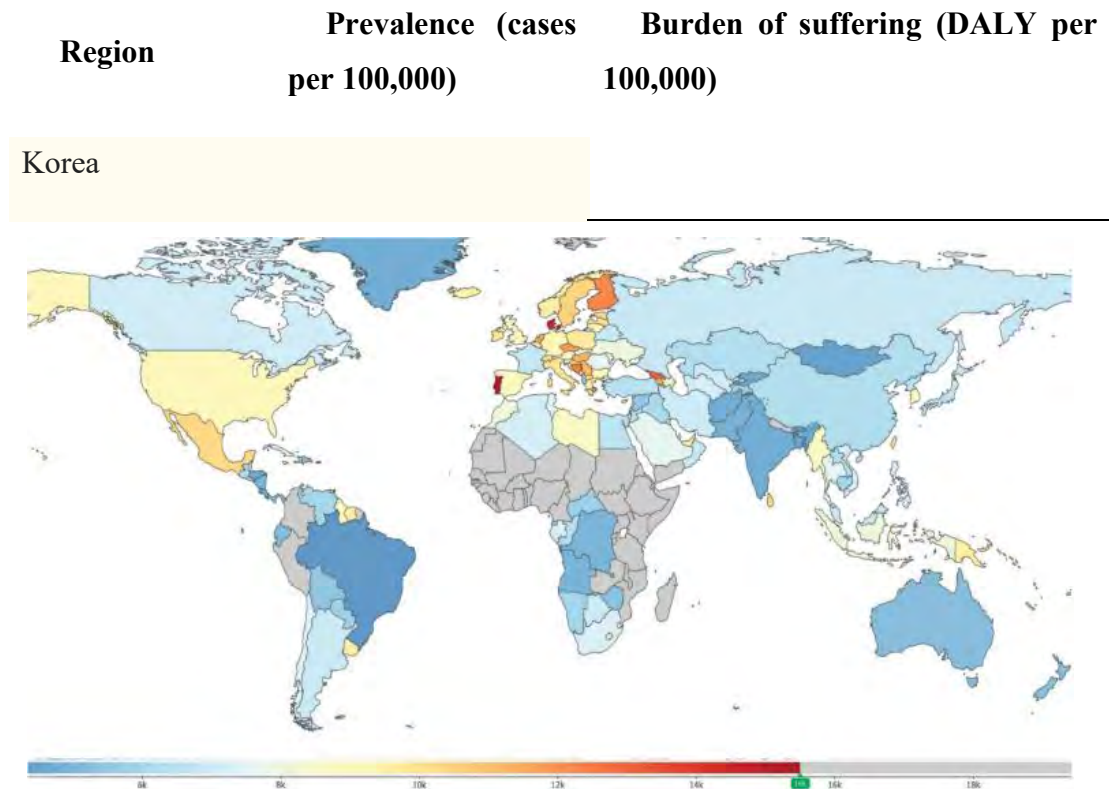 Region
Prevalence (cases
per 100,000)
Burden of suffering (DALY per
100,000)
Korea
6k 8k 10k 12k 14k 16k 18k